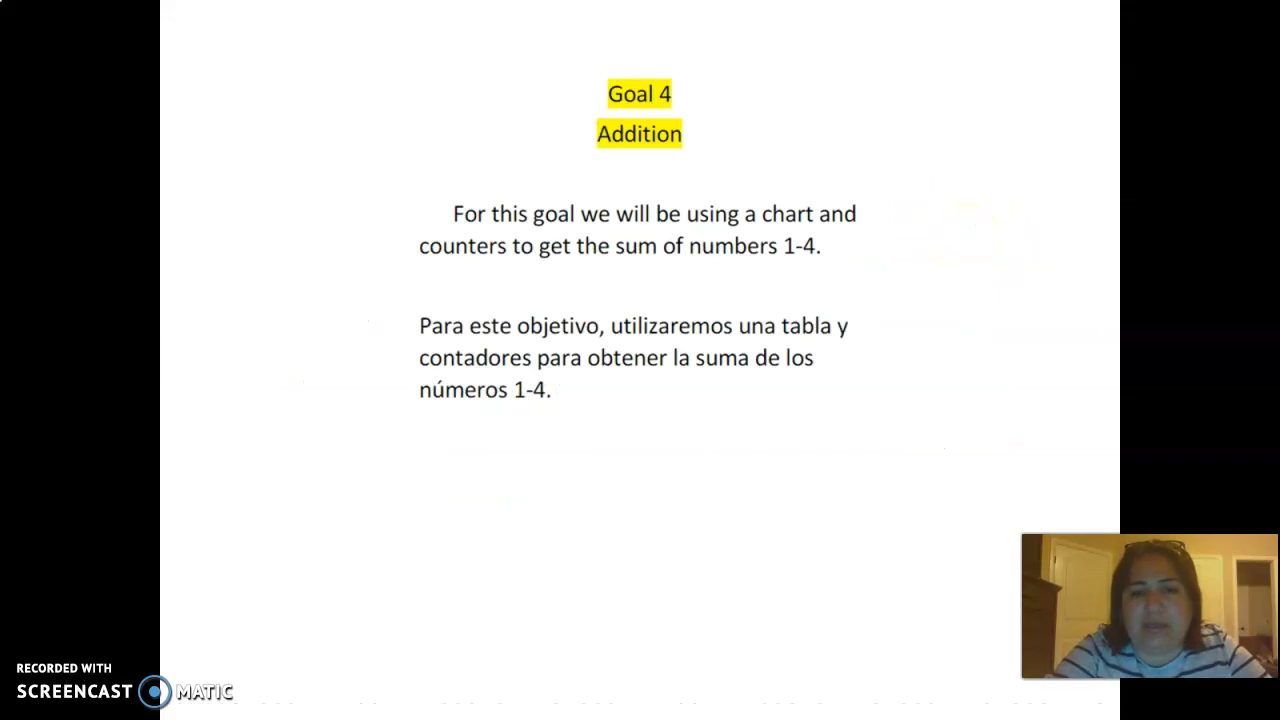 Goal 4
Addition
For this goal we will be using a chart and
counters to get the sum of numbers 1-4.
Para este objetivo, utilizaremos una tabla y
contadores para obtener la suma de los
números 1-4.
RECORDED WITH
SCREENCAST MATIC